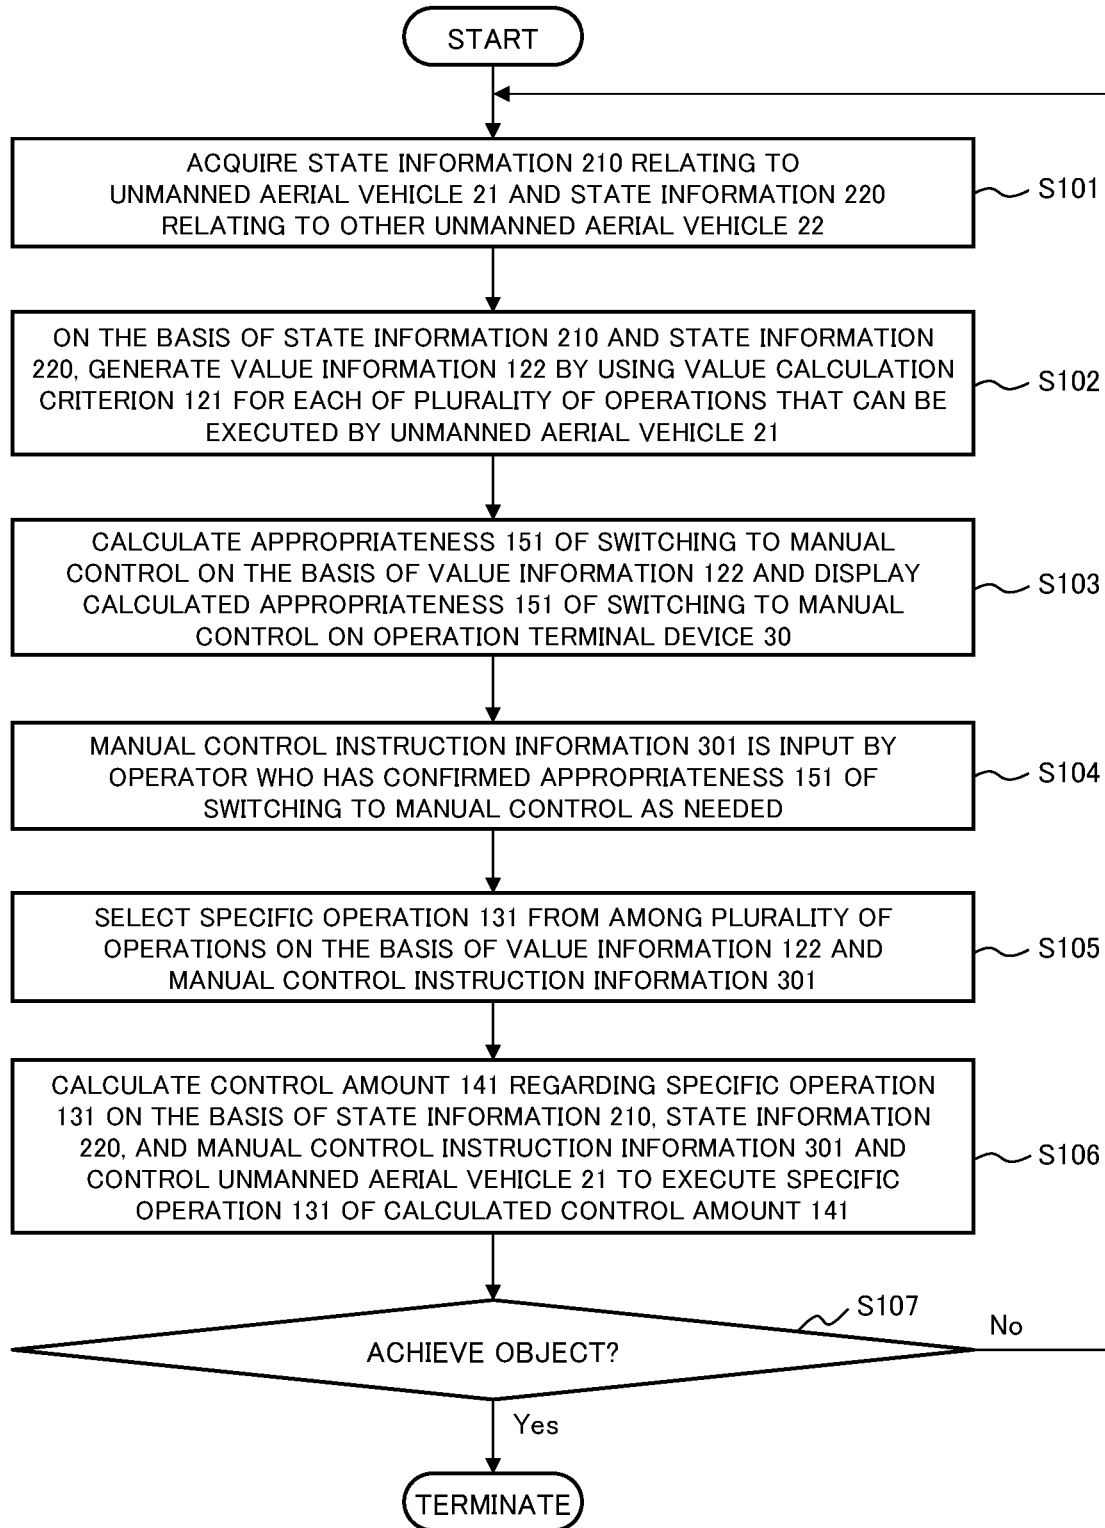 START
ACQUIRE STATE INFORMATION 210 RELATING TO
UNMANNED AERIAL VEHICLE 21 AND STATE INFORMATION 220
RELATING TO OTHER UNMANNED AERIAL VEHICLE 22
S101
ON THE BASIS OF STATE INFORMATION 210 AND STATE INFORMATION
220, GENERATE VALUE INFORMATION 122 BY USING VALUE CALCULATION
CRITERION 121 FOR EACH OF PLURALITY OF OPERATIONS THAT CAN BE
EXECUTED BY UNMANNED AERIAL VEHICLE 21
S102
CALCULATE APPROPRIATENESS 151 OF SWITCHING TO MANUAL
CONTROL ON THE BASIS OF VALUE INFORMATION 122 AND DISPLAY
CALCULATED APPROPRIATENESS 151 OF SWITCHING TO MANUAL
CONTROL ON OPERATION TERMINAL DEVICE 30
S103
MANUAL CONTROL INSTRUCTION INFORMATION 301 IS INPUT BY
OPERATOR WHO HAS CONFIRMED APPROPRIATENESS 151 OF
SWITCHING TO MANUAL CONTROL AS NEEDED
S104
SELECT SPECIFIC OPERATION 131 FROM AMONG PLURALITY OF
OPERATIONS ON THE BASIS OF VALUE INFORMATION 122 AND
MANUAL CONTROL INSTRUCTION INFORMATION 301
S105
CALCULATE CONTROL AMOUNT 141 REGARDING SPECIFIC OPERATION
131 ON THE BASIS OF STATE INFORMATION 210, STATE INFORMATION
220, AND MANUAL CONTROL INSTRUCTION INFORMATION 301 AND
CONTROL UNMANNED AERIAL VEHICLE 21 TO EXECUTE SPECIFIC
OPERATION 131 OF CALCULATED CONTROL AMOUNT 141
S106
S107
ACHIEVE OBJECT?
No
Yes
TERMINATE